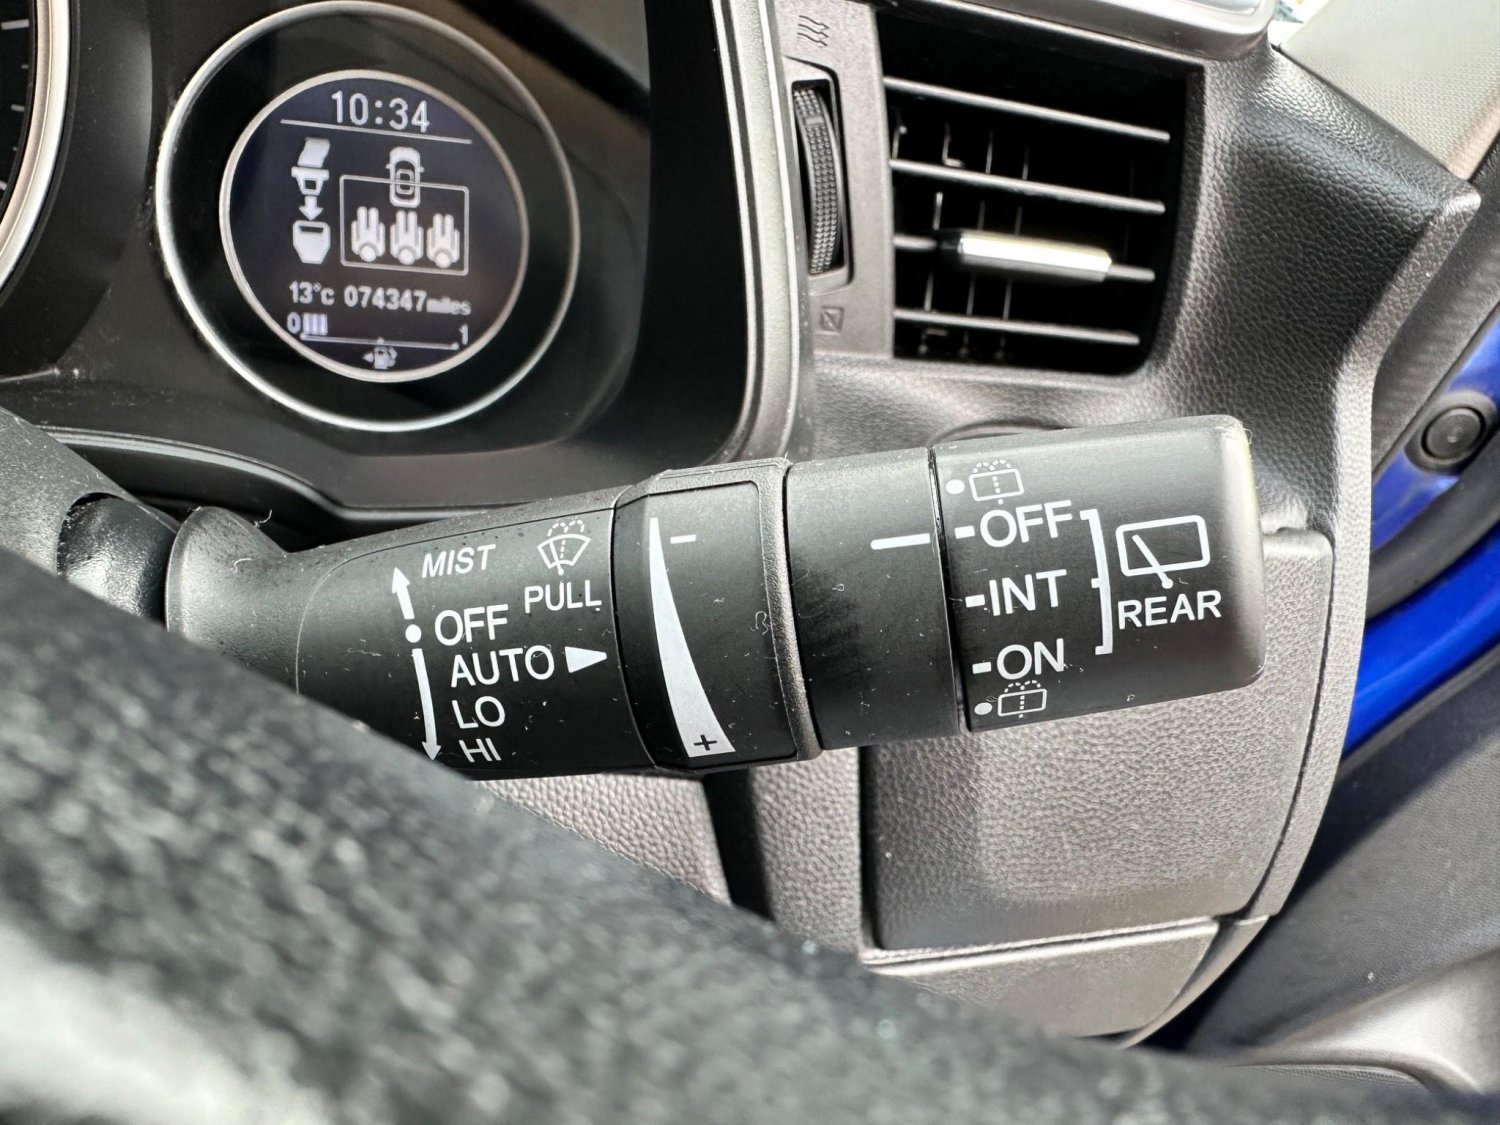 10:34
13°c 074347miles
0 1
MIST
PULL
OFF
AUTO
LO
HI
-
+
-OFF
-INT
-ON
REAR